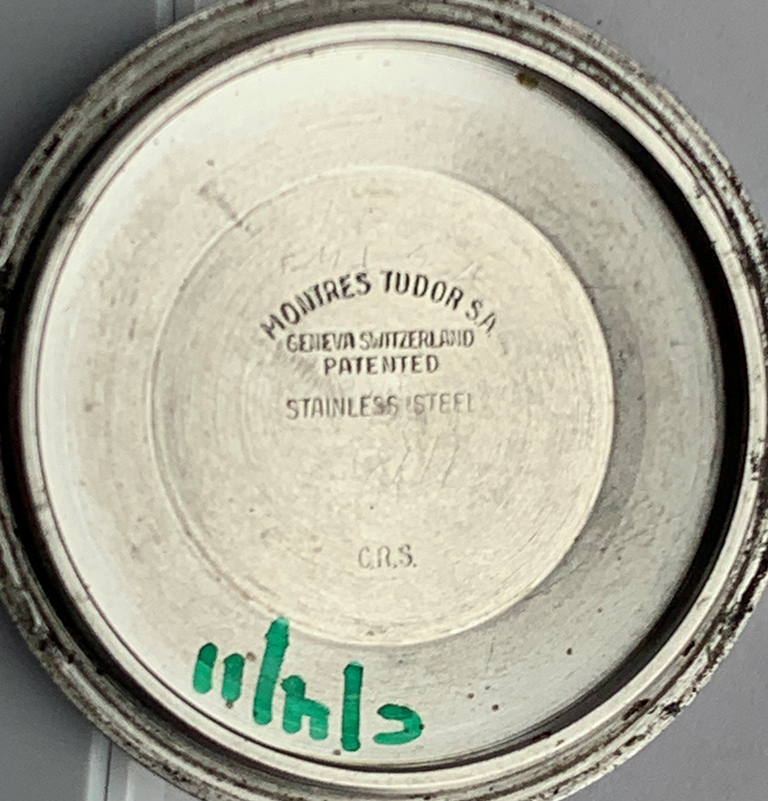 MONTRES TUDOR S.A.
GENEVA SWITZERLAND
PATENTED
STAINLESS STEEL
C.R.S.